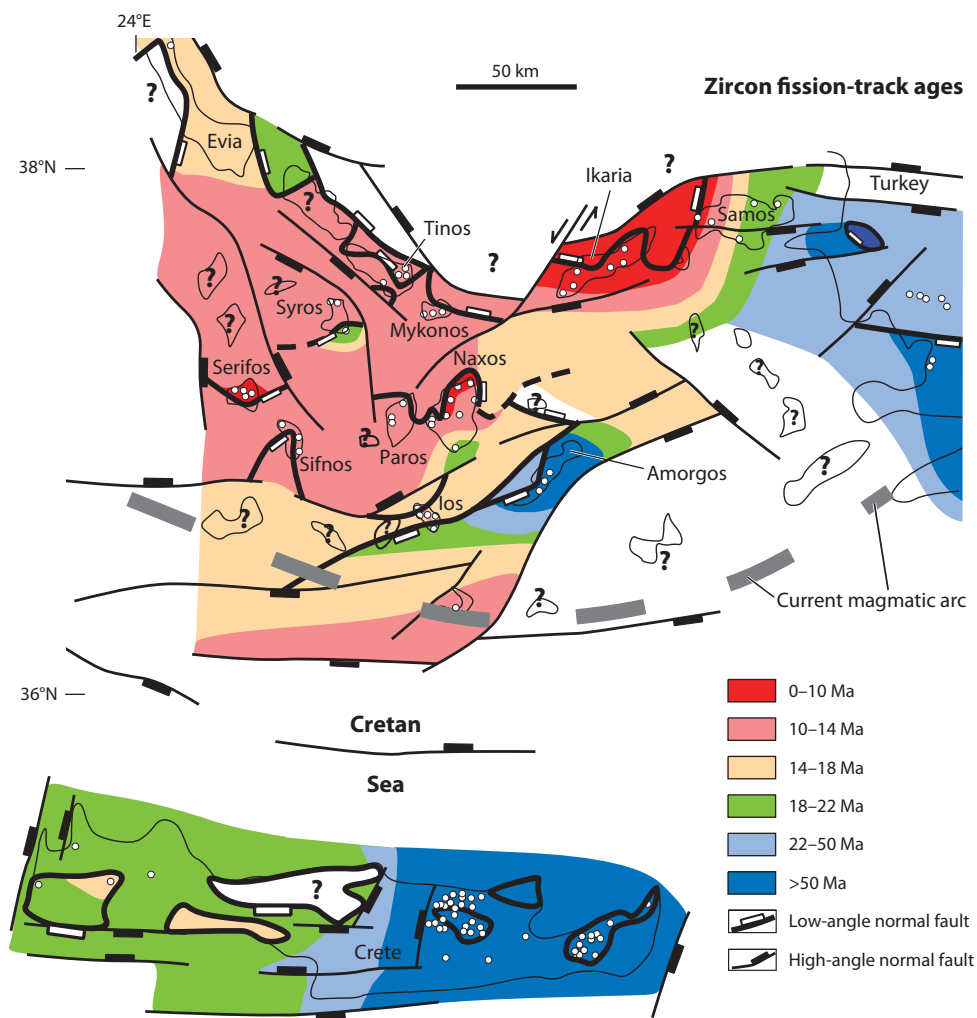 24°E
50 km
Zircon fission-track ages
?
Evia
38°N
?
Ikaria
Turkey
?
Tinos
Samos
?
?
?
Syros
?
Mykonos
?
Serifos
Naxos
?
?
?
?
Sifnos
Paros
?
Amorgos
Ios
?
?
?
?
?
Current magmatic arc
36°N
0–10 Ma
Cretan
10–14 Ma
Sea
14–18 Ma
18–22 Ma
22–50 Ma
?
>50 Ma
Low-angle normal fault
Crete
High-angle normal fault